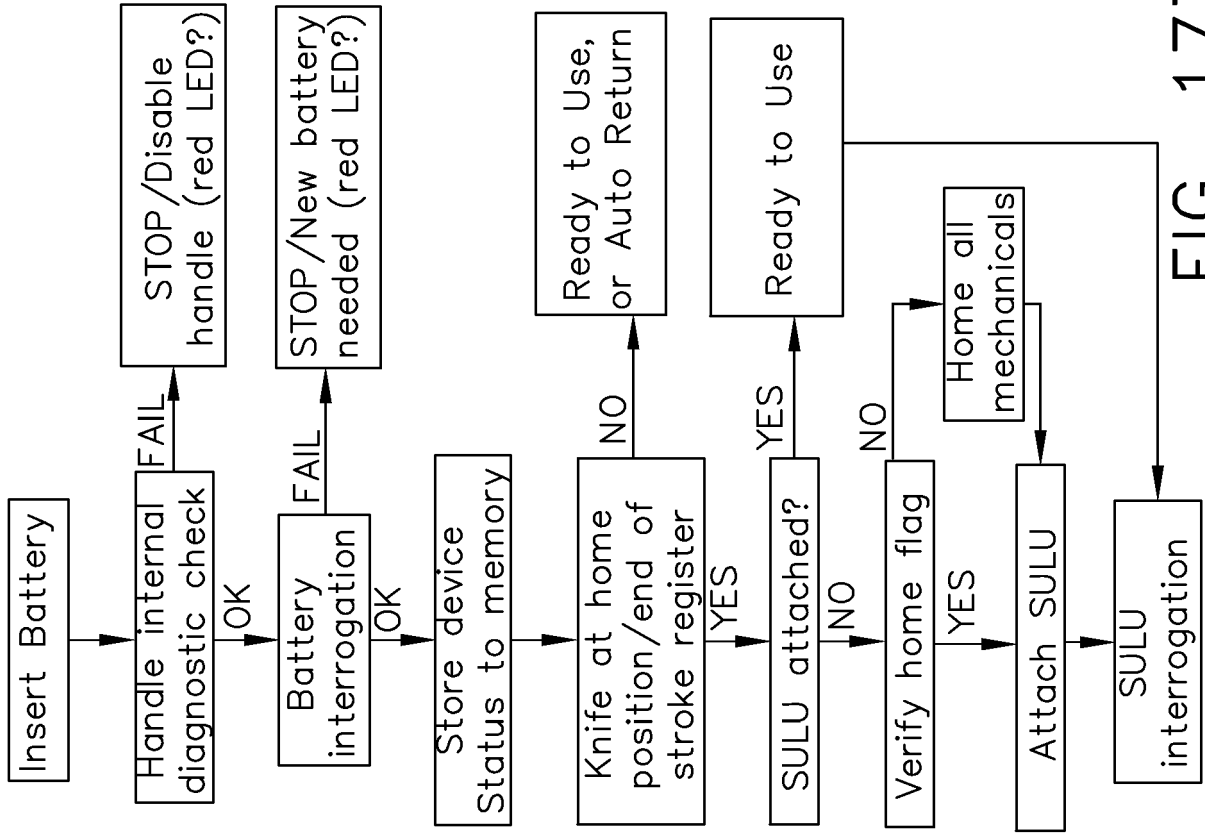 Insert Battery
Handle internal
diagnostic check
FAIL
STOP/Disable
handle (red LED?)
OK
Battery
interrogation
FAIL
STOP/New battery
needed (red LED?)
OK
Store device
Status to memory
Knife at home
position/end of
stroke register
NO
Ready to Use,
or Auto Return
YES
SULU attached?
YES
Ready to Use
NO
Verify home flag
NO
Home all
mechanicals
YES
Attach SULU
SULU
interrogation